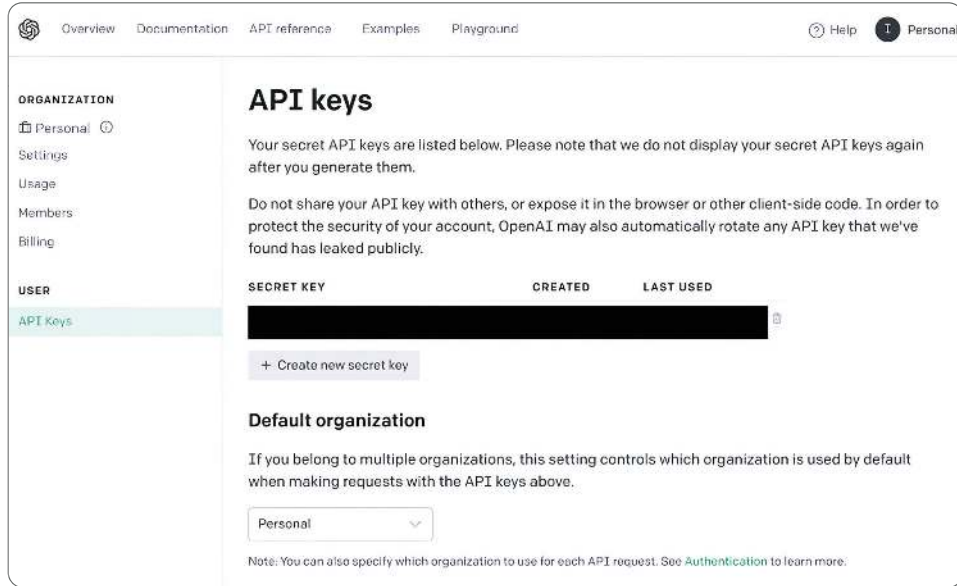 Overview Documentation API reference Examples Playground Help I Personal
ORGANIZATION
Personal
Settings
Usage
Members
Billing
USER
API Keys
API keys
Your secret API keys are listed below. Please note that we do not display your secret API keys again
after you generate them.
Do not share your API key with others, or expose it in the browser or other client-side code. In order to
protect the security of your account, OpenAI may also automatically rotate any API key that we've
found has leaked publicly.
SECRET KEY CREATED LAST USED
+ Create new secret key
Default organization
If you belong to multiple organizations, this setting controls which organization is used by default
when making requests with the API keys above.
Personal
Note: You can also specify which organization to use for each API request. See Authentication to learn more.